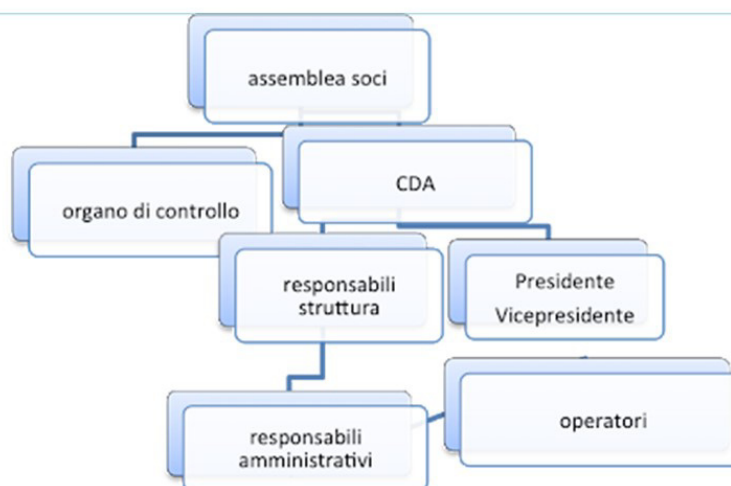 assemblea soci
organo di controllo
CDA
responsabili
struttura
Presidente
Vicepresidente
responsabili
amministrativi
operatori